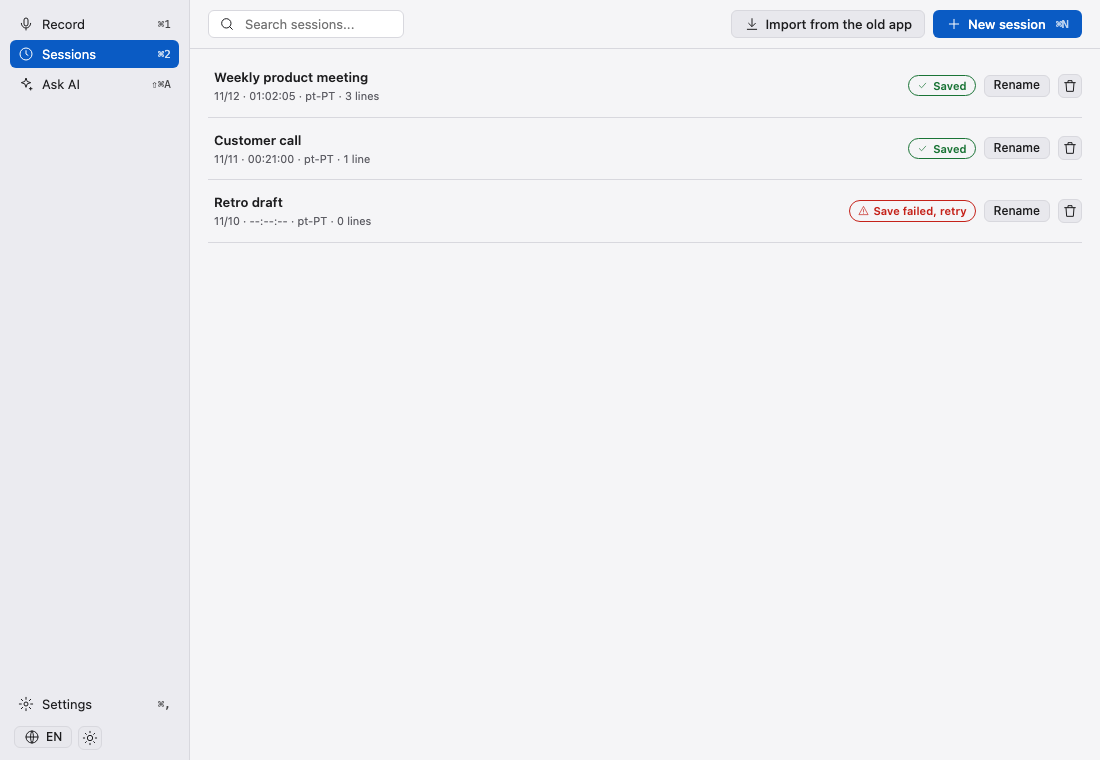 Record ⌘1
Sessions ⌘2
Ask AI ⇧⌘A
Search sessions...
Import from the old app
New session ⌘N
Weekly product meeting
11/12 · 01:02:05 · pt-PT · 3 lines
Saved
Rename
Customer call
11/11 · 00:21:00 · pt-PT · 1 line
Saved
Rename
Retro draft
11/10 · --:--:-- · pt-PT · 0 lines
Save failed, retry
Rename
Settings ⌘,
EN